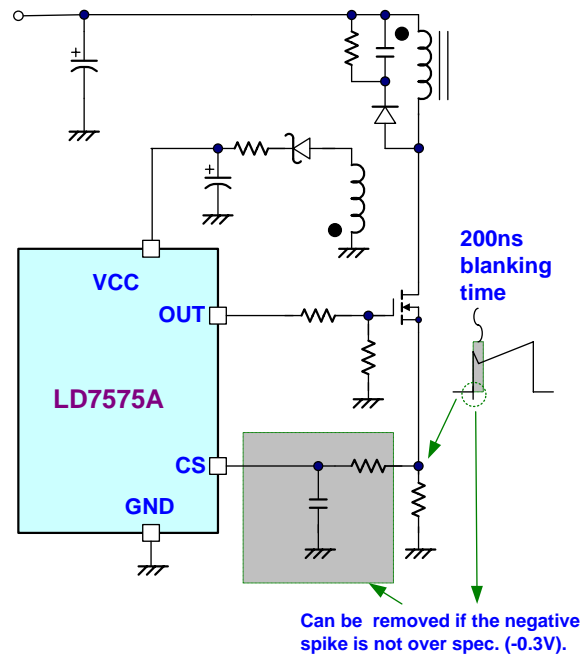 +
+
VCC
OUT
LD7575A
CS
GND
200ns
blanking
time
Can be removed if the negative
spike is not over spec. (-0.3V).